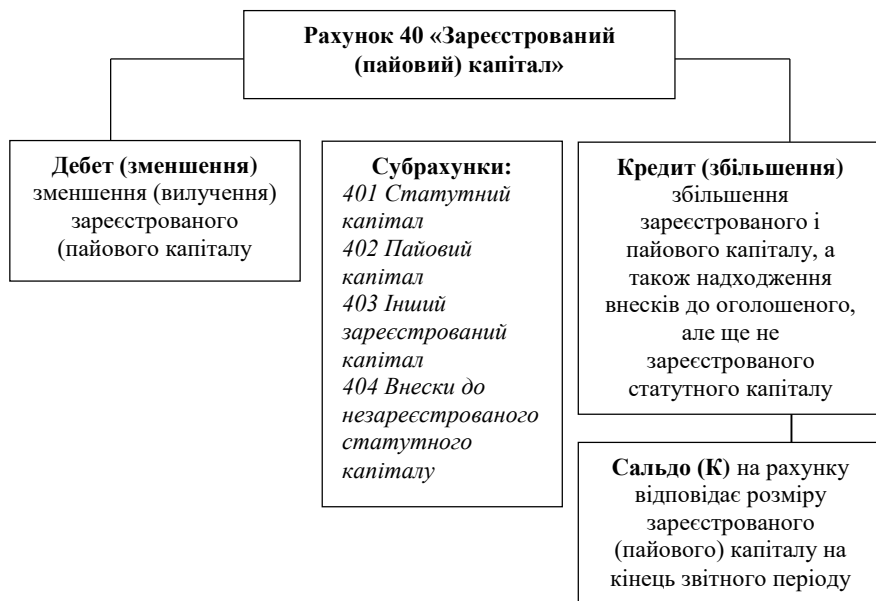 Рахунок 40 «Зареєстрований
(пайовий) капітал»
Дебет (зменшення)
зменшення (вилучення)
зареєстрованого
(пайового капіталу
Субрахунки:
401 Статутний
капітал
402 Пайовий
капітал
403 Інший
зареєстрований
капітал
404 Внески до
незареєстрованого
статутного
капіталу
Кредит (збільшення)
збільшення
зареєстрованого і
пайового капіталу, а
також надходження
внесків до оголошеного,
але ще не
зареєстрованого
статутного капіталу
Сальдо (К) на рахунку
відповідає розміру
зареєстрованого
(пайового) капіталу на
кінець звітного періоду